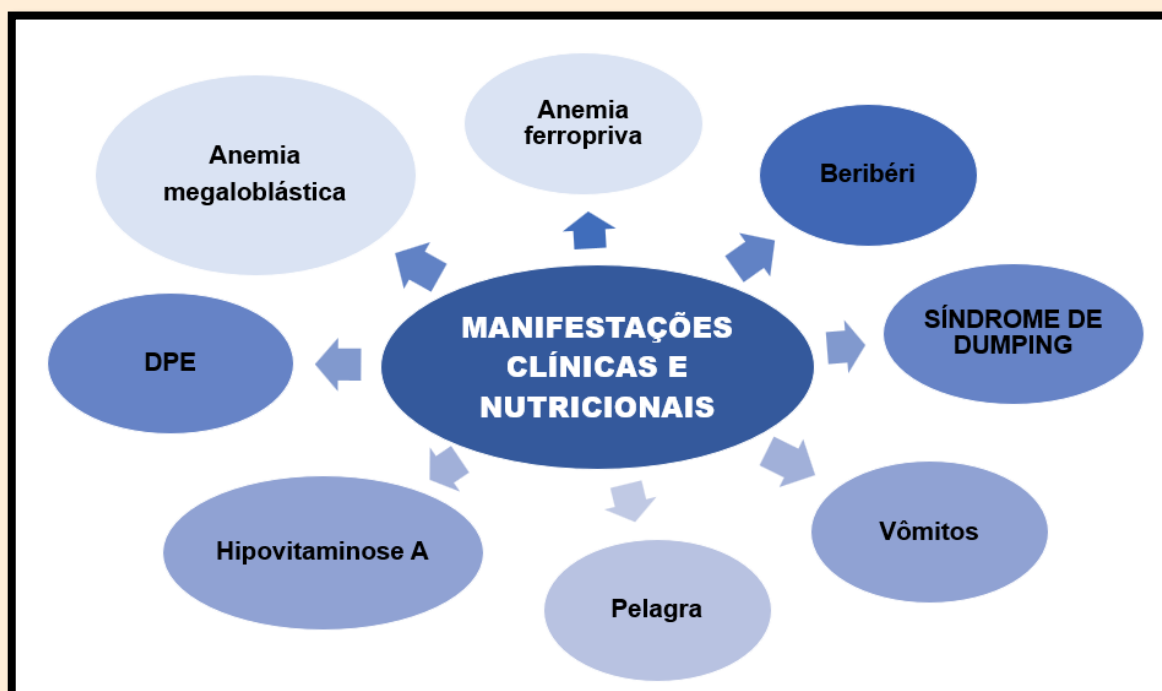 Anemia
ferropriva
Anemia
megaloblástica
Beribéri
SÍNDROME DE
DUMPING
MANIFESTAÇÕES
CLÍNICAS E
NUTRICIONAIS
DPE
Vômitos
Hipovitaminose A
Pelagra